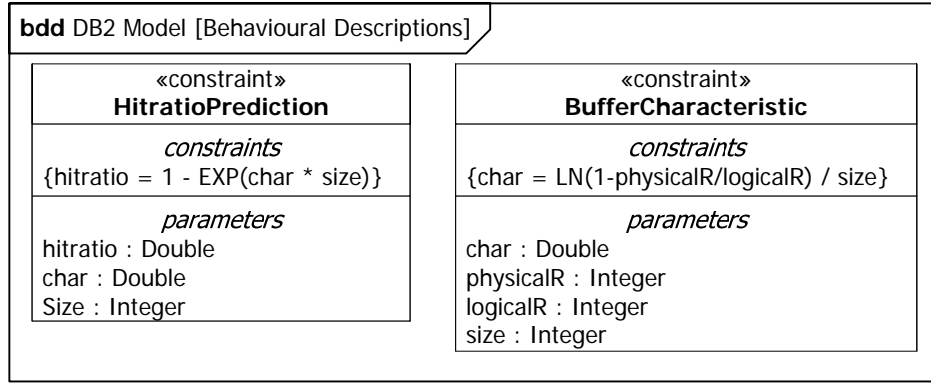 bdd DB2 Model [Behavioural Descriptions]
«constraint»
HitratioPrediction
constraints
{hitratio = 1 - EXP(char * size)}
parameters
hitratio : Double
char : Double
Size : Integer
«constraint»
BufferCharacteristic
constraints
{char = LN(1-physicalR/logicalR) / size}
parameters
char : Double
physicalR : Integer
logicalR : Integer
size : Integer